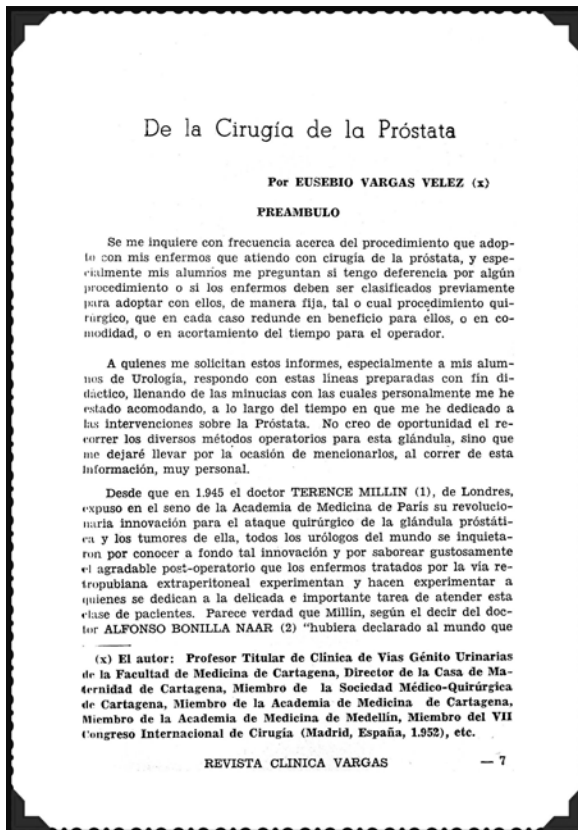 De la Cirugía de la Próstata
Por EUSEBIO VARGAS VELEZ (x)
PREAMBULO
Se me inquiere con frecuencia acerca del procedimiento que adop-
to con mis enfermos que atiendo con cirugía de la próstata, y espe-
cialmente mis alumnos me preguntan si tengo deferencia por algún
procedimiento o si los enfermos deben ser clasificados previamente
para adoptar con ellos, de manera fija, tal o cual procedimiento qui-
rúrgico, que en cada caso redunde en beneficio para ellos, o en co-
modidad, o en acortamiento del tiempo para el operador.
A quienes me solicitan estos informes, especialmente a mis alum-
nos de Urología, respondo con estas líneas preparadas con fin di-
dáctico, llenando de las minucias con las cuales personalmente me he
estado acomodando, a lo largo del tiempo en que me he dedicado a
las intervenciones sobre la Próstata. No creo de oportunidad el re-
correr los diversos métodos operatorios para esta glándula, sino que
me dejaré llevar por la ocasión de mencionarlos, al correr de esta
información, muy personal.
Desde que en 1.945 el doctor TERENCE MILLIN (1), de Londres,
expuso en el seno de la Academia de Medicina de París su revolucio-
naria innovación para el ataque quirúrgico de la glándula próstáti-
ca y los tumores de ella, todos los urólogos del mundo se inquieta-
ron por conocer a fondo tal innovación y por saborear gustosamente
el agradable post-operatorio que los enfermos tratados por la vía re-
tropubiana extraperitoneal experimentan y hacen experimentar a
quienes se dedican a la delicada e importante tarea de atender esta
clase de pacientes. Parece verdad que Millin, según el decir del doc-
tor ALFONSO BONILLA NAAR (2) "hubiera declarado al mundo que
(x) El autor: Profesor Titular de Clínica de Vías Génito Urinarias
de la Facultad de Medicina de Cartagena, Director de la Casa de Ma-
ternidad de Cartagena, Miembro de la Sociedad Médico-Quirúrgica
de Cartagena, Miembro de la Academia de Medicina de Cartagena,
Miembro de la Academia de Medicina de Medellín, Miembro del VII
Congreso Internacional de Cirugía (Madrid, España, 1.952), etc.
REVISTA CLINICA VARGAS — 7